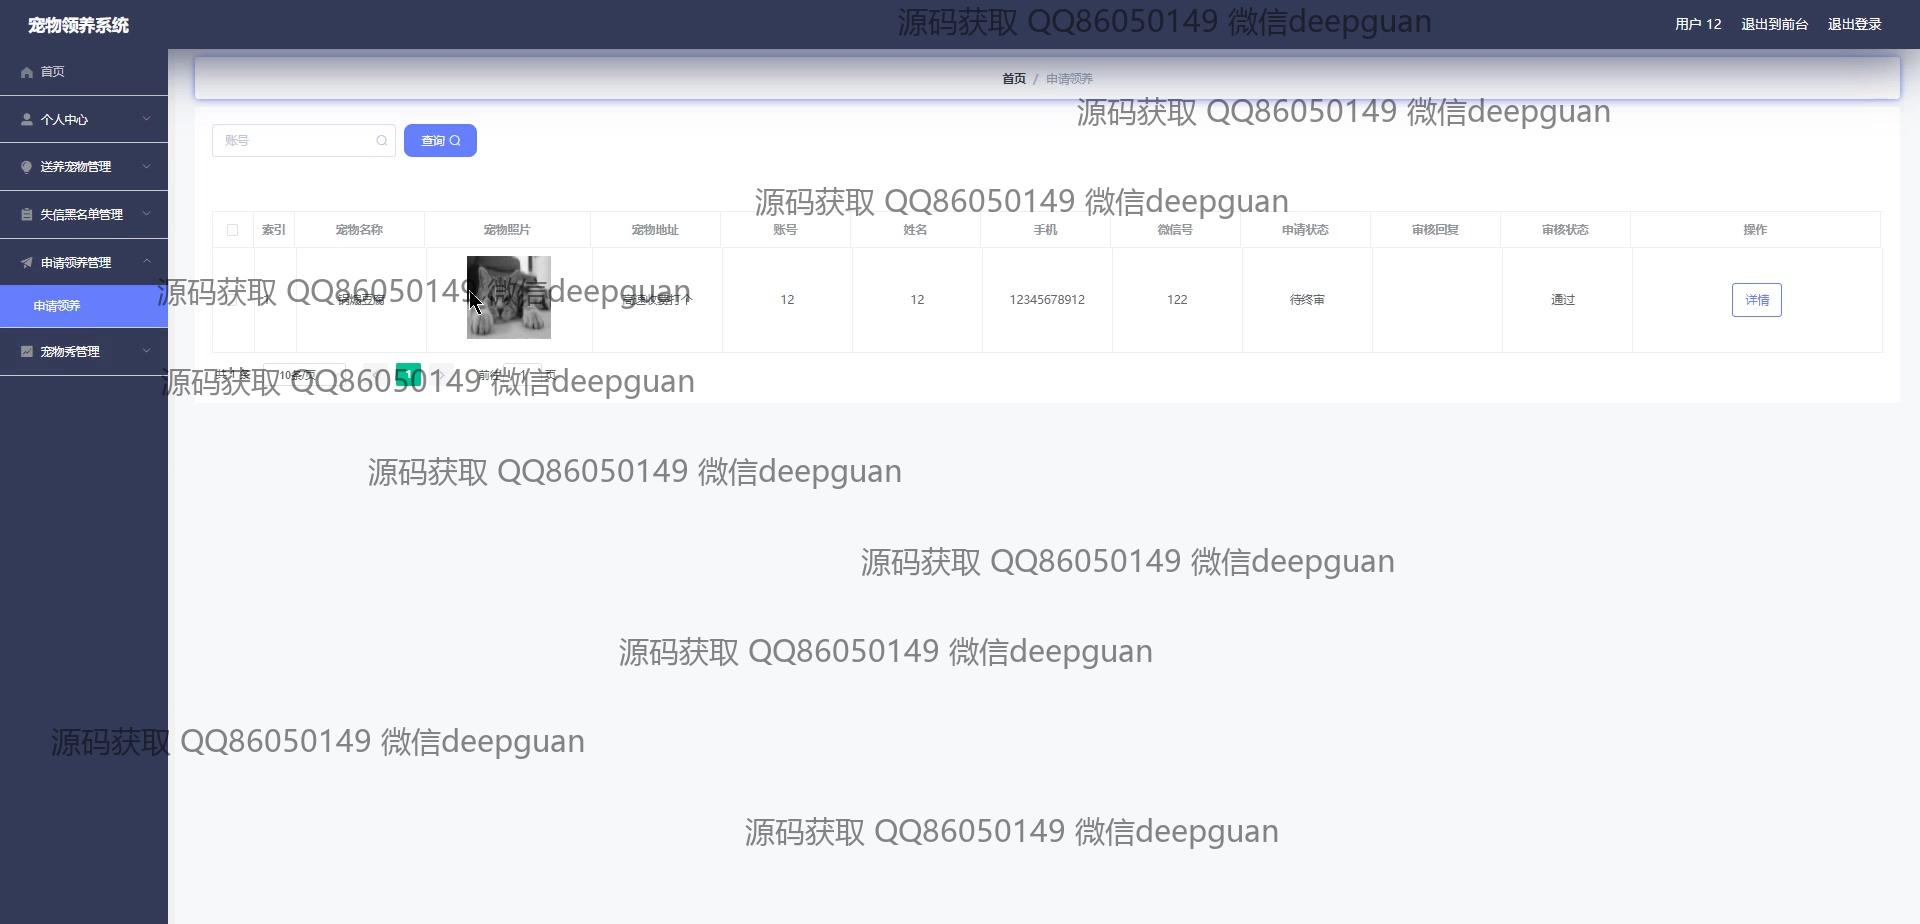 宠物领养系统
源码获取 QQ86050149 微信deepguan
用户 12 退出到前台 退出登录
首页
首页 / 申请领养
源码获取 QQ86050149 微信deepguan
个人中心
账号 查询
送养宠物管理
源码获取 QQ86050149 微信deepguan
失信黑名单管理
索引 宠物名称 宠物照片 宠物地址 账号 姓名 手机 微信号 申请状态 审核回复 审核状态 操作
申请领养管理
源码获取 QQ86050149 微信deepguan
12 12 12345678912 122 待终审 通过 详情
申请领养
宠物秀管理
共1条 10条/页 1 前往 1 页
源码获取 QQ86050149 微信deepguan
源码获取 QQ86050149 微信deepguan
源码获取 QQ86050149 微信deepguan
源码获取 QQ86050149 微信deepguan
源码获取 QQ86050149 微信deepguan
源码获取 QQ86050149 微信deepguan